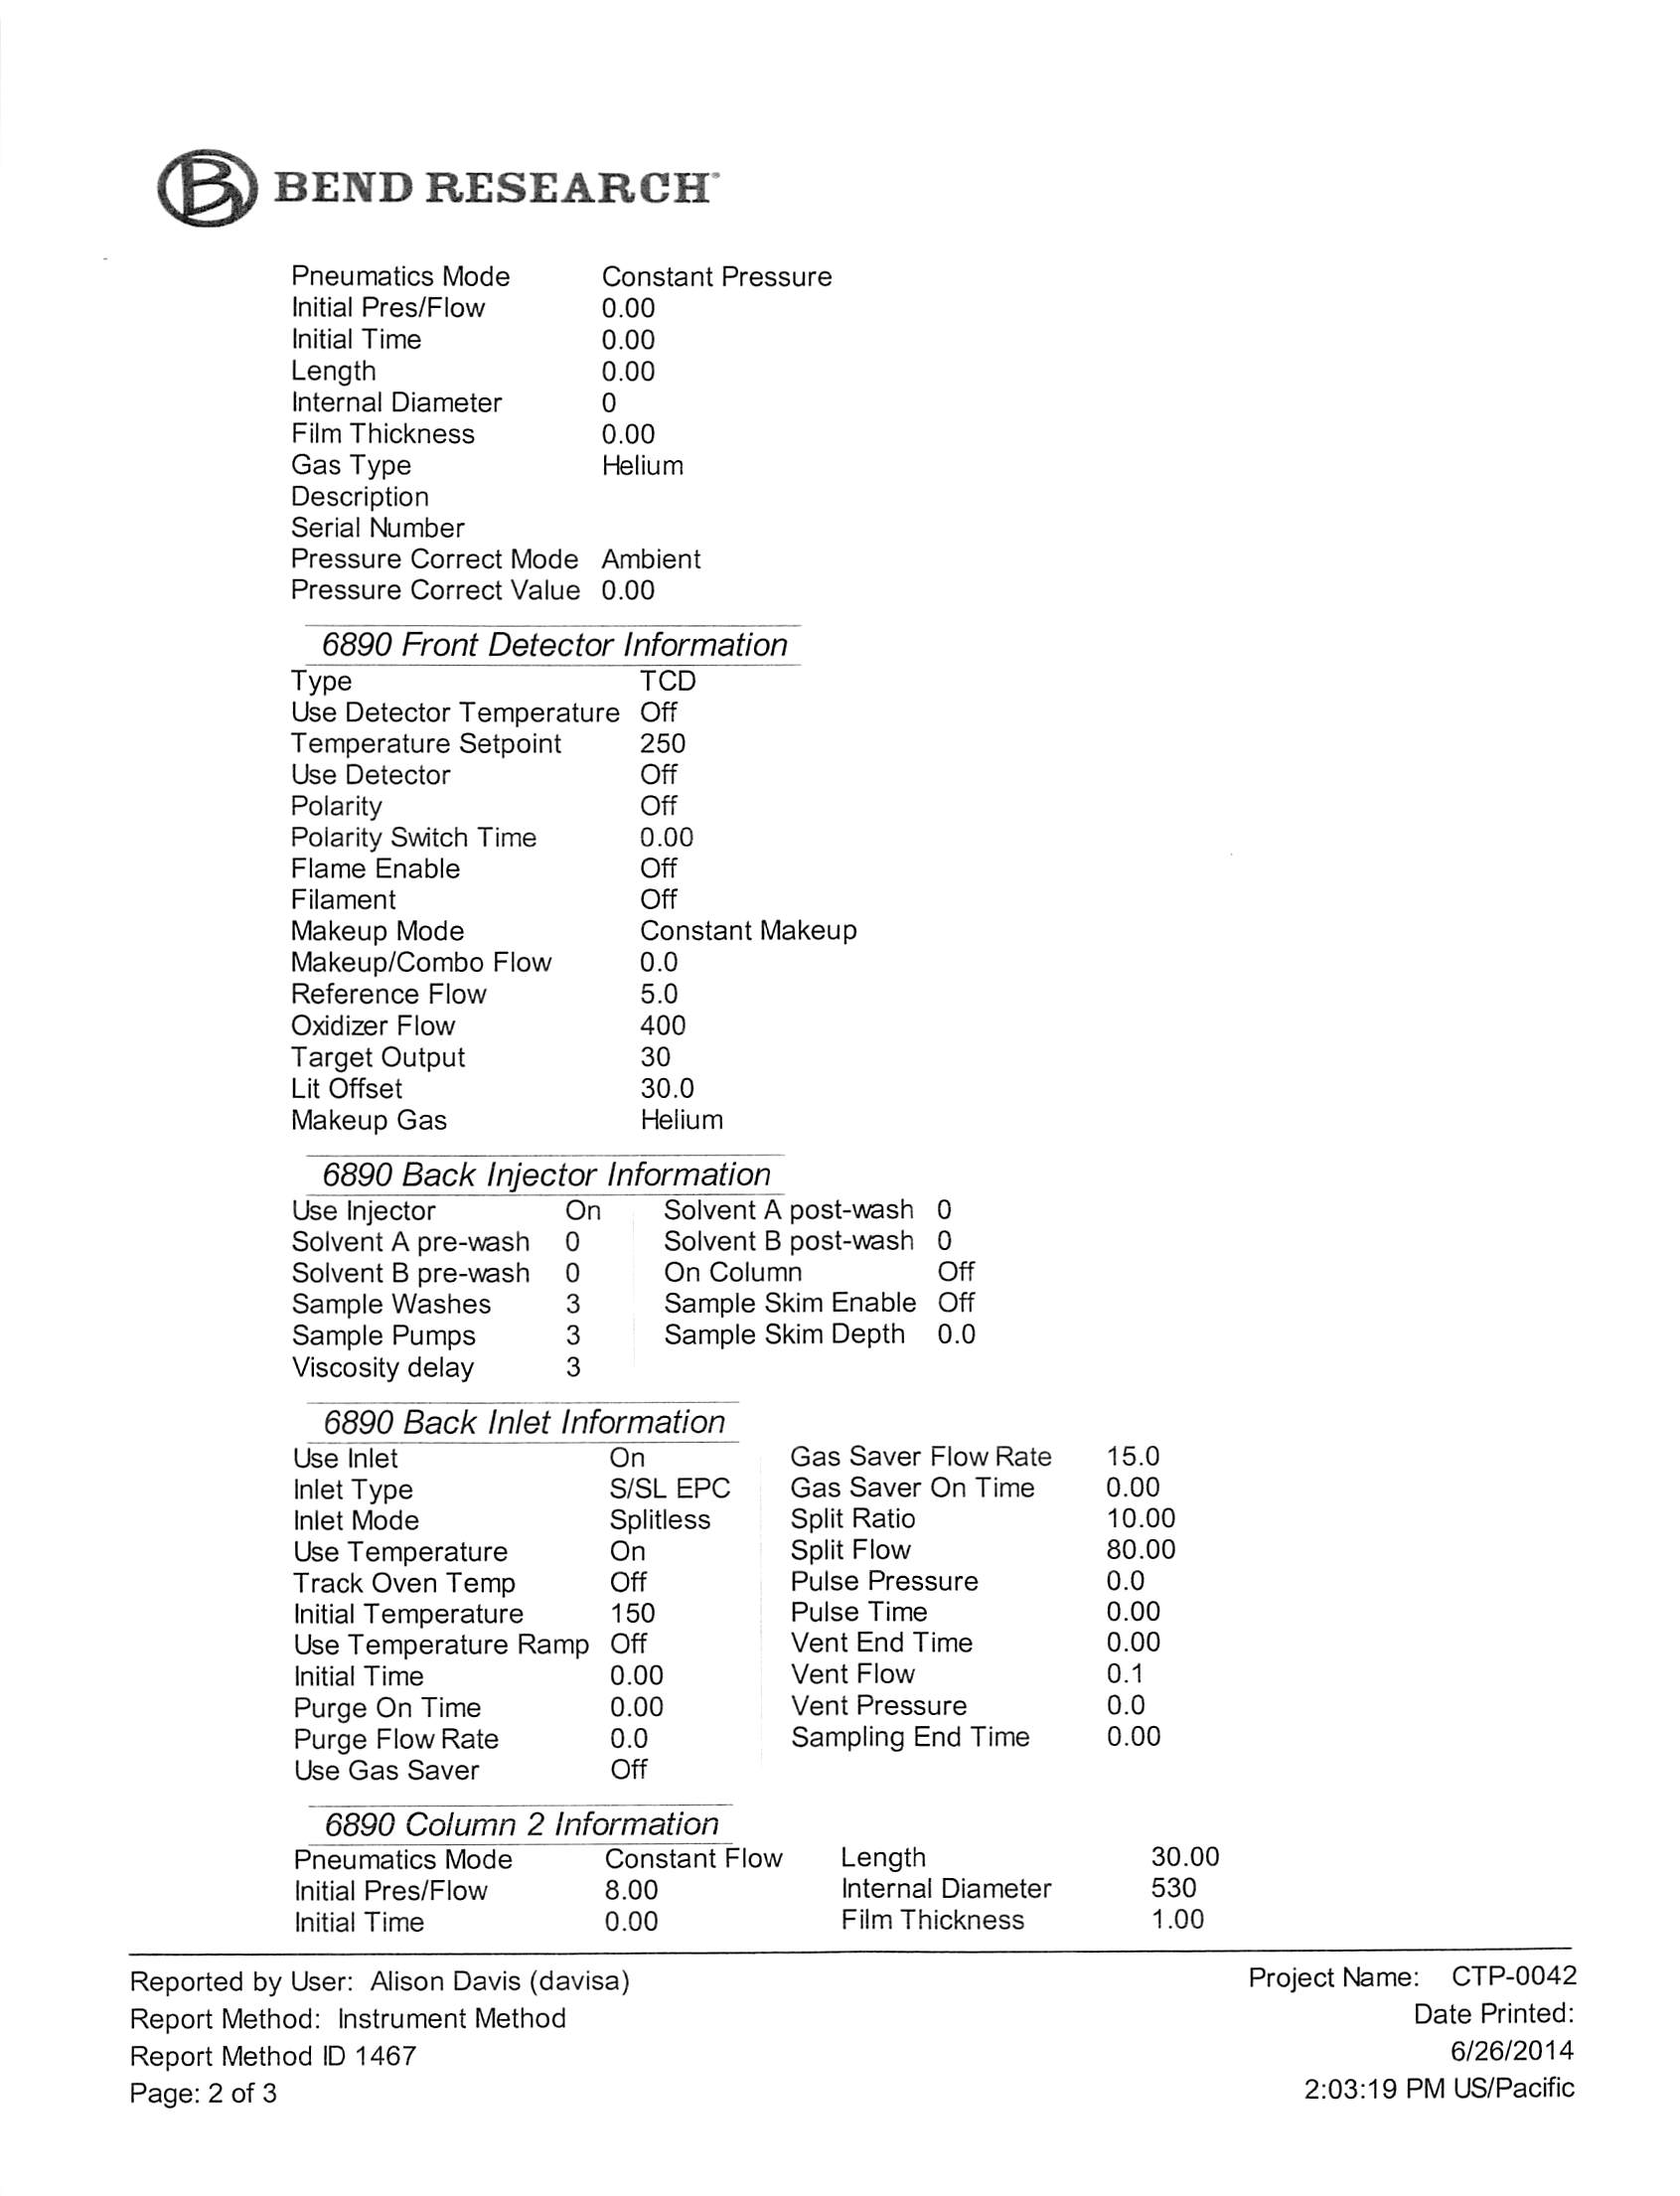 BEND RESEARCH
Pneumatics Mode Constant Pressure
Initial Pres/Flow 0.00
Initial Time 0.00
Length 0.00
Internal Diameter 0
Film Thickness 0.00
Gas Type Helium
Description
Serial Number
Pressure Correct Mode Ambient
Pressure Correct Value 0.00
6890 Front Detector Information
Type TCD
Use Detector Temperature Off
Temperature Setpoint 250
Use Detector Off
Polarity Off
Polarity Switch Time 0.00
Flame Enable Off
Filament Off
Makeup Mode Constant Makeup
Makeup/Combo Flow 0.0
Reference Flow 5.0
Oxidizer Flow 400
Target Output 30
Lit Offset 30.0
Makeup Gas Helium
6890 Back Injector Information
Use Injector On Solvent A post-wash 0
Solvent A pre-wash 0 Solvent B post-wash 0
Solvent B pre-wash 0 On Column Off
Sample Washes 3 Sample Skim Enable Off
Sample Pumps 3 Sample Skim Depth 0.0
Viscosity delay 3
6890 Back Inlet Information
Use Inlet On Gas Saver Flow Rate 15.0
Inlet Type S/SL EPC Gas Saver On Time 0.00
Inlet Mode Splitless Split Ratio 10.00
Use Temperature On Split Flow 80.00
Track Oven Temp Off Pulse Pressure 0.0
Initial Temperature 150 Pulse Time 0.00
Use Temperature Ramp Off Vent End Time 0.00
Initial Time 0.00 Vent Flow 0.1
Purge On Time 0.00 Vent Pressure 0.0
Purge Flow Rate 0.0 Sampling End Time 0.00
Use Gas Saver Off
6890 Column 2 Information
Pneumatics Mode Constant Flow Length 30.00
Initial Pres/Flow 8.00 Internal Diameter 530
Initial Time 0.00 Film Thickness 1.00
Reported by User: Alison Davis (davisa) Project Name: CTP-0042
Report Method: Instrument Method Date Printed:
Report Method ID 1467 6/26/2014
Page: 2 of 3 2:03:19 PM US/Pacific